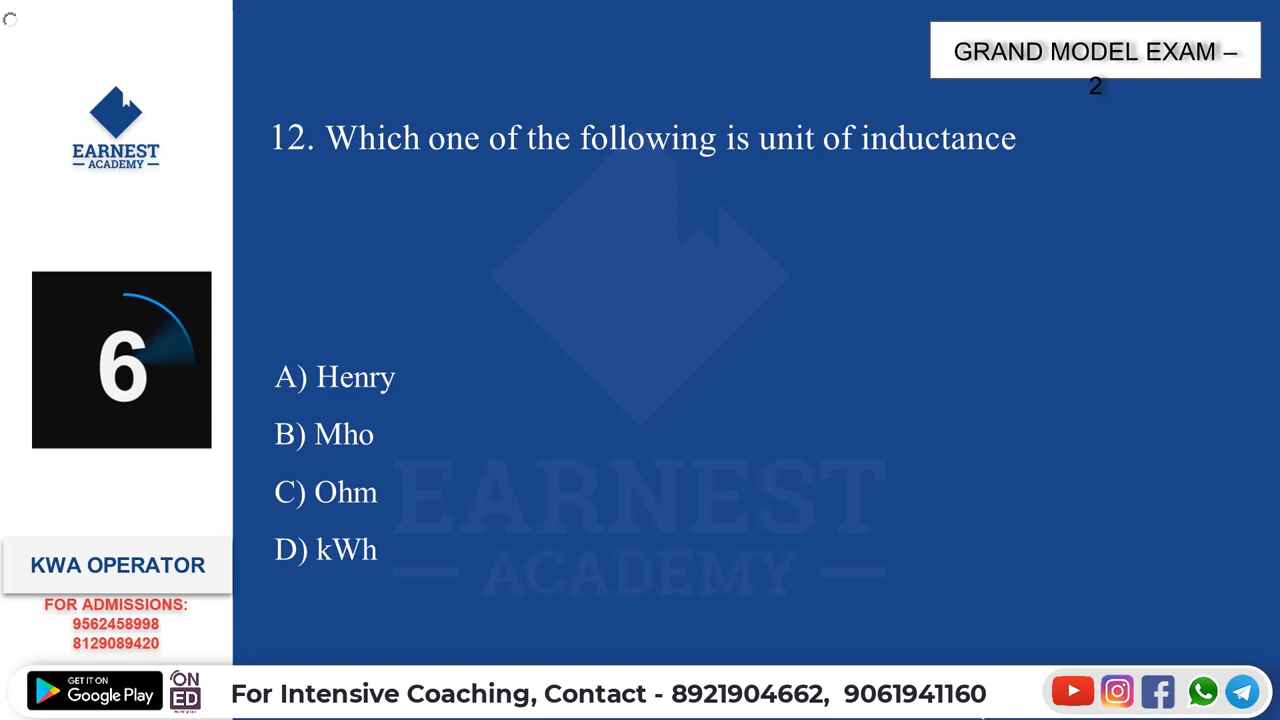 GRAND MODEL EXAM –
2
EARNEST
ACADEMY
12. Which one of the following is unit of inductance
6
A) Henry
B) Mho
C) Ohm
D) kWh
EARNEST
ACADEMY
KWA OPERATOR
FOR ADMISSIONS:
9562458998
8129089420
GET IT ON
Google Play
ON
ED
For Intensive Coaching, Contact - 8921904662, 9061941160